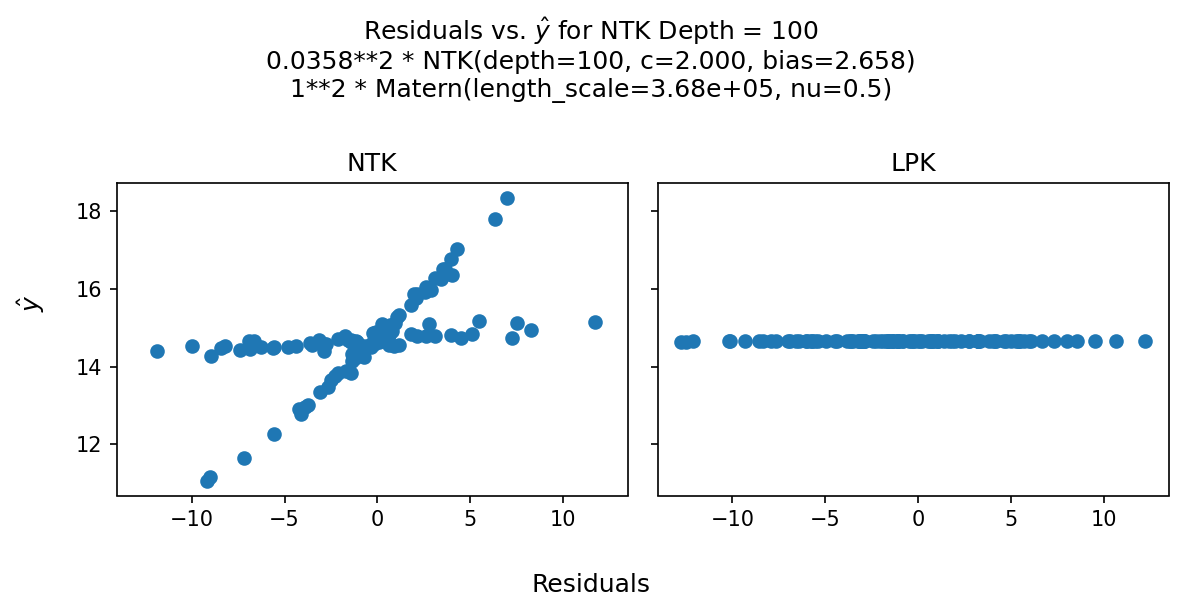 Residuals vs. ŷ for NTK Depth = 100
0.0358**2 * NTK(depth=100, c=2.000, bias=2.658)
1**2 * Matern(length_scale=3.68e+05, nu=0.5)
NTK
LPK
18
16
14
12
ŷ
−10 −5 0 5 10
−10 −5 0 5 10
Residuals